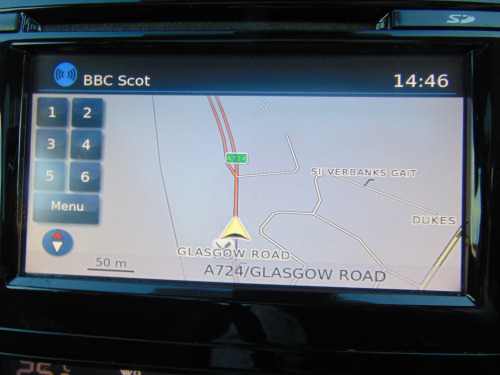 SD
BBC Scot
14:46
1 2
3 4
5 6
Menu
A724
SILVERBANKS GAIT
DUKES
GLASGOW ROAD
50 m
A724/GLASGOW ROAD